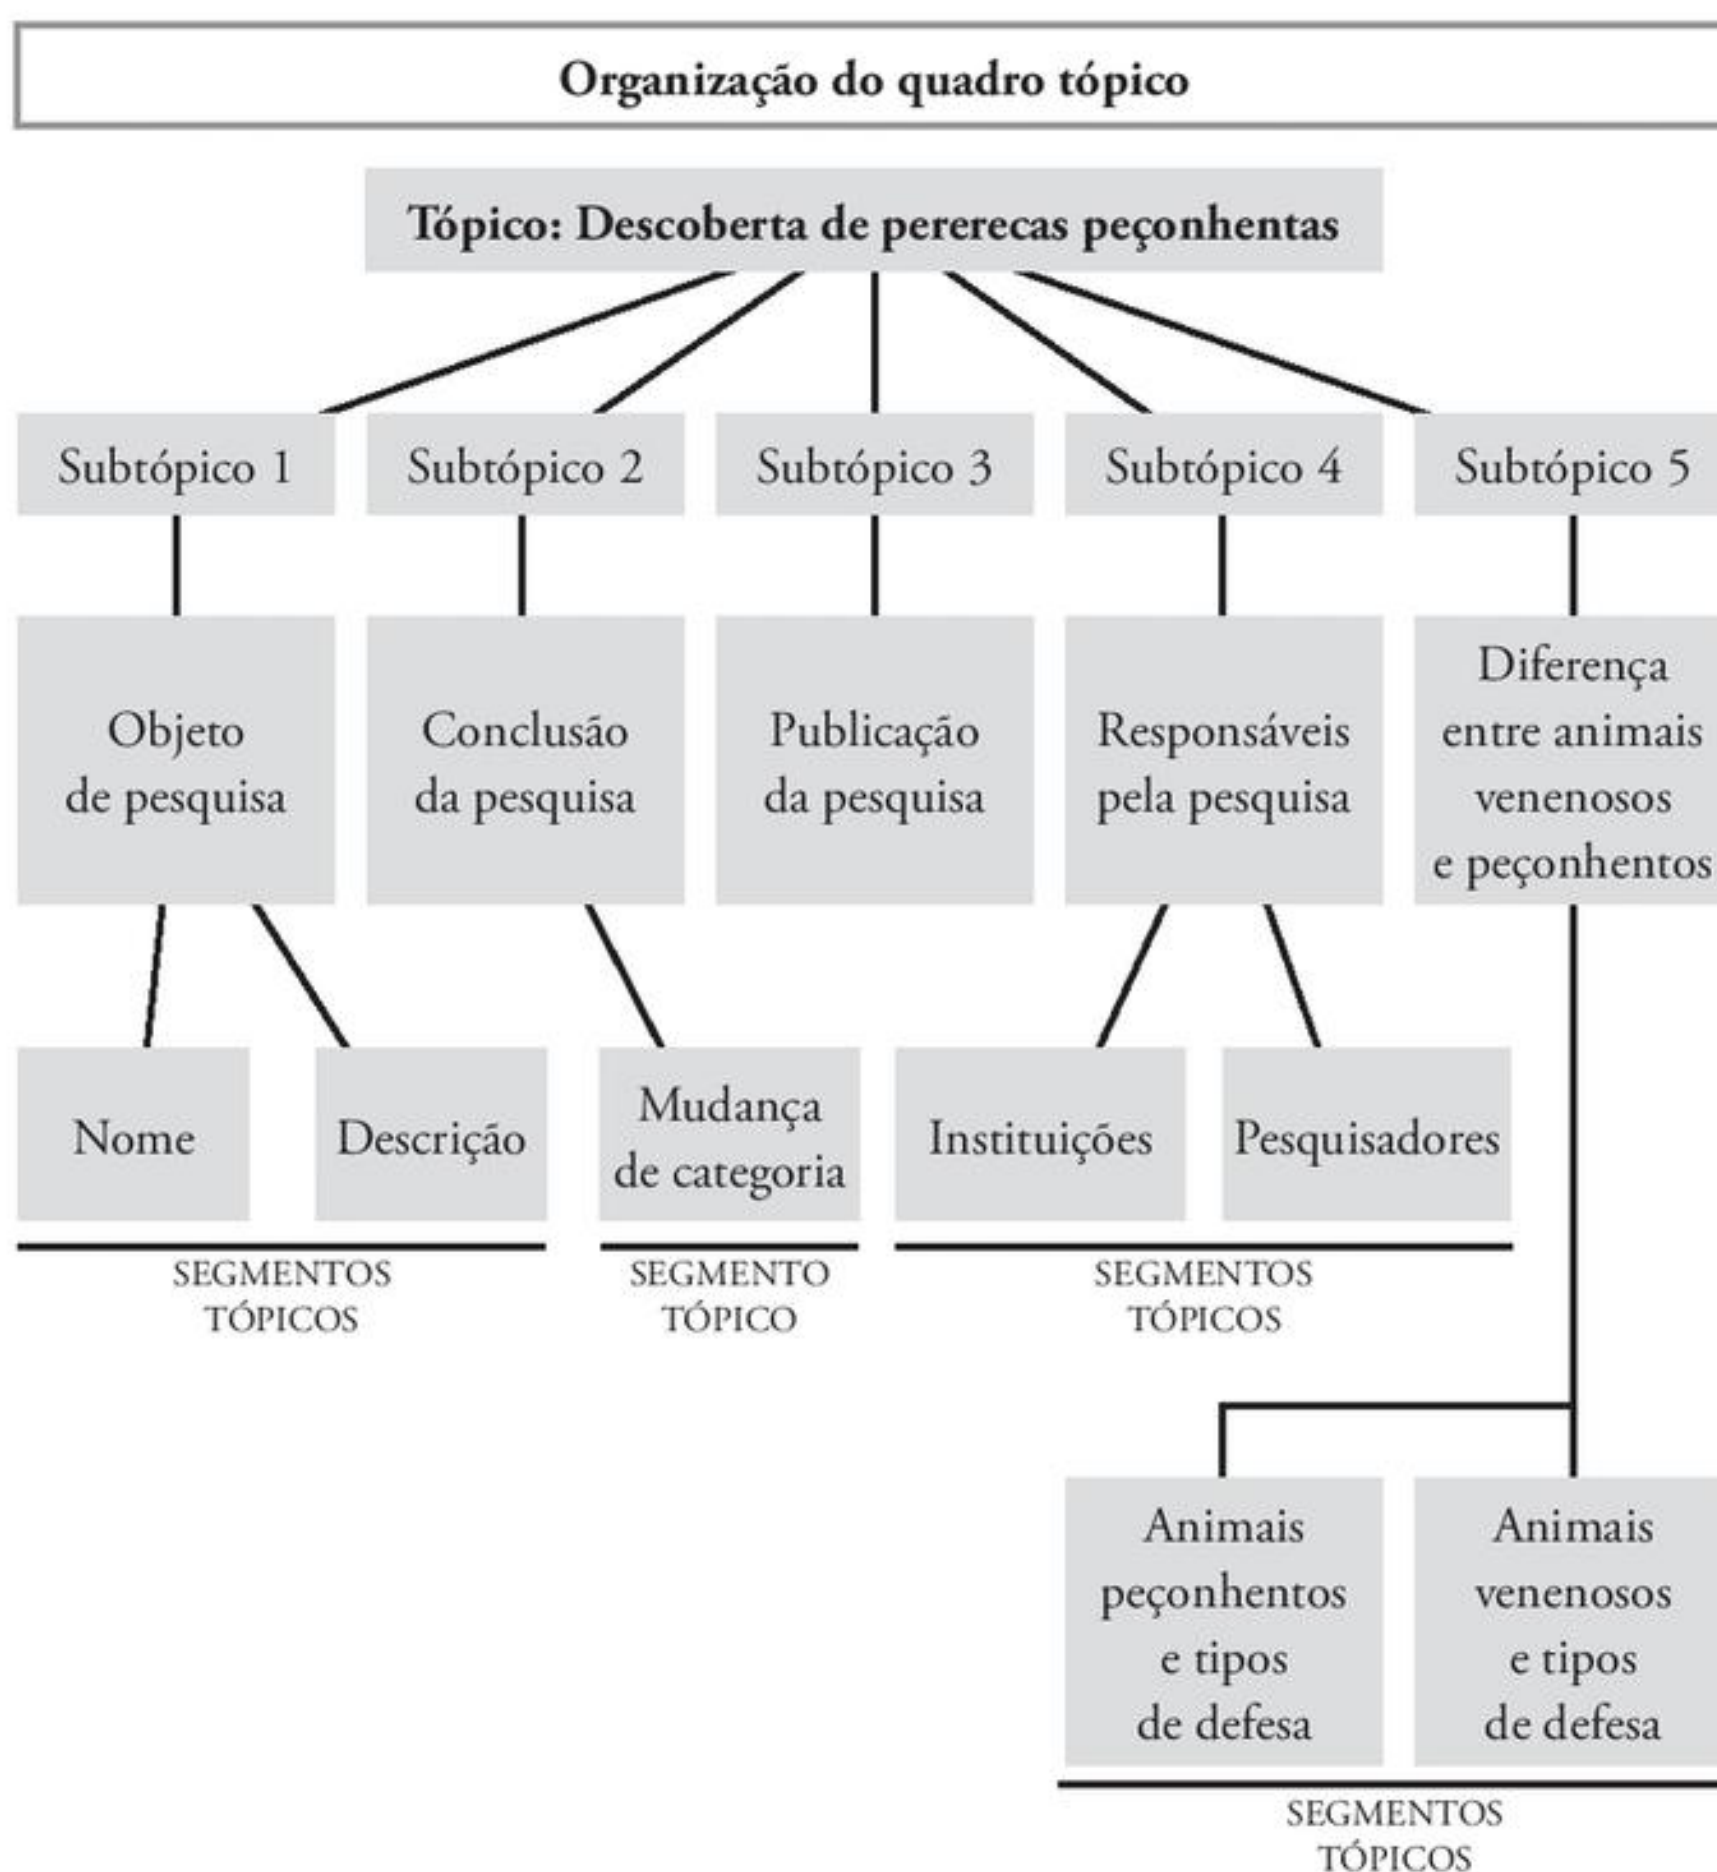 Organização do quadro tópico
Tópico: Descoberta de pererecas peçonhentas
Subtópico 1
Subtópico 2
Subtópico 3
Subtópico 4
Subtópico 5
Objeto
de pesquisa
Conclusão
da pesquisa
Publicação
da pesquisa
Responsáveis
pela pesquisa
Diferença
entre animais
venenosos
e peçonhentos
Nome
Descrição
Mudança
de categoria
Instituições
Pesquisadores
SEGMENTOS
TÓPICOS
SEGMENTO
TÓPICO
SEGMENTOS
TÓPICOS
Animais
peçonhentos
e tipos
de defesa
Animais
venenosos
e tipos
de defesa
SEGMENTOS
TÓPICOS